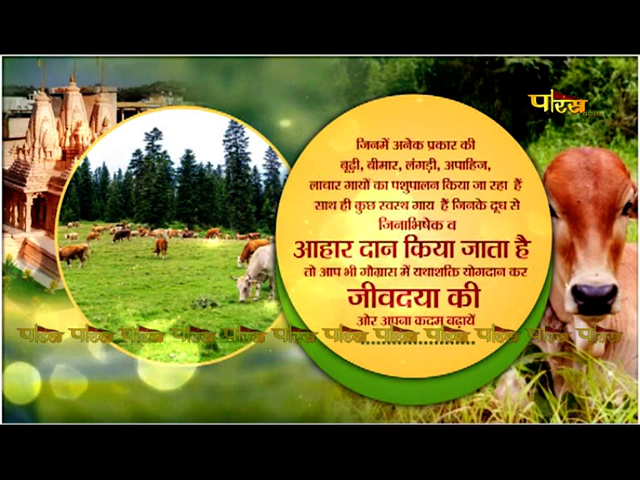 पारस
जिनमें अनेक प्रकार की
बूढ़ी, बीमार, लंगड़ी, अपाहिज,
लाचार गायों का पशुपालन किया जा रहा हैं
साथ ही कुछ स्वस्थ गाय हैं जिनके दूध से
जिनाभिषेक व
आहार दान किया जाता है
तो आप भी गौग्रास में यथाशक्ति योगदान कर
जीवदया की
और अपना कदम बढ़ायें
पारस पारस पारस पारस पारस पारस पारस पारस पारस पारस पारस